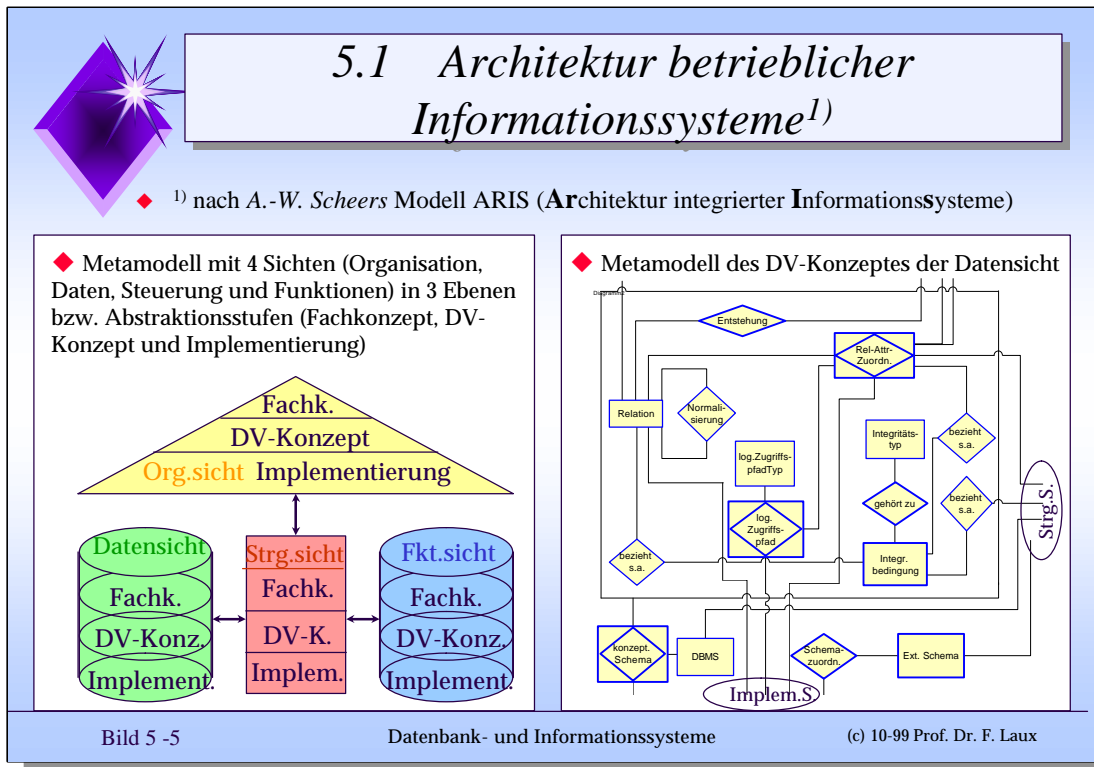 5.1 Architektur betrieblicher
Informationssysteme1)
1) nach A.-W. Scheers Modell ARIS (Architektur integrierter Informationssysteme)
Metamodell mit 4 Sichten (Organisation,
Daten, Steuerung und Funktionen) in 3 Ebenen
bzw. Abstraktionsstufen (Fachkonzept, DV-
Konzept und Implementierung)
Fachk.
DV-Konzept
Org.sicht Implementierung
Datensicht
Fachk.
DV-Konz.
Implement.
Strg.sicht
Fachk.
DV-K.
Implem.
Fkt.sicht
Fachk.
DV-Konz.
Implement.
Metamodell des DV-Konzeptes der Datensicht
Diagramma
Entstehung
Rel-Attr-
Zuordn.
Relation
Normali-
sierung
Integritäts-
typ
bezieht
s.a.
log.Zugriffs-
pfadTyp
gehört zu
bezieht
s.a.
Strg.S.
log.
Zugriffs-
pfad
bezieht
s.a.
Integr.
bedingung
konzept.
Schema.
DBMS
Schema-
zuordn.
Ext. Schema
Implem.S.
Bild 5 -5
Datenbank- und Informationssysteme
(c) 10-99 Prof. Dr. F. Laux